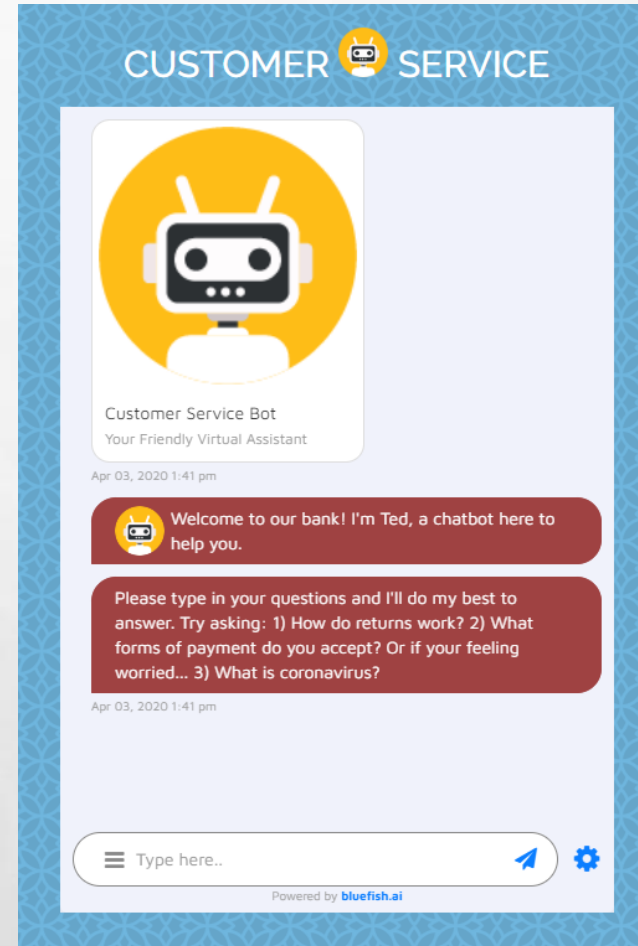 CUSTOMER SERVICE
Customer Service Bot
Your Friendly Virtual Assistant
Apr 03, 2020 1:41 pm
Welcome to our bank! I'm Ted, a chatbot here to
help you.
Please type in your questions and I'll do my best to
answer. Try asking: 1) How do returns work? 2) What
forms of payment do you accept? Or if your feeling
worried... 3) What is coronavirus?
Apr 03, 2020 1:41 pm
Type here..
Powered by bluefish.ai